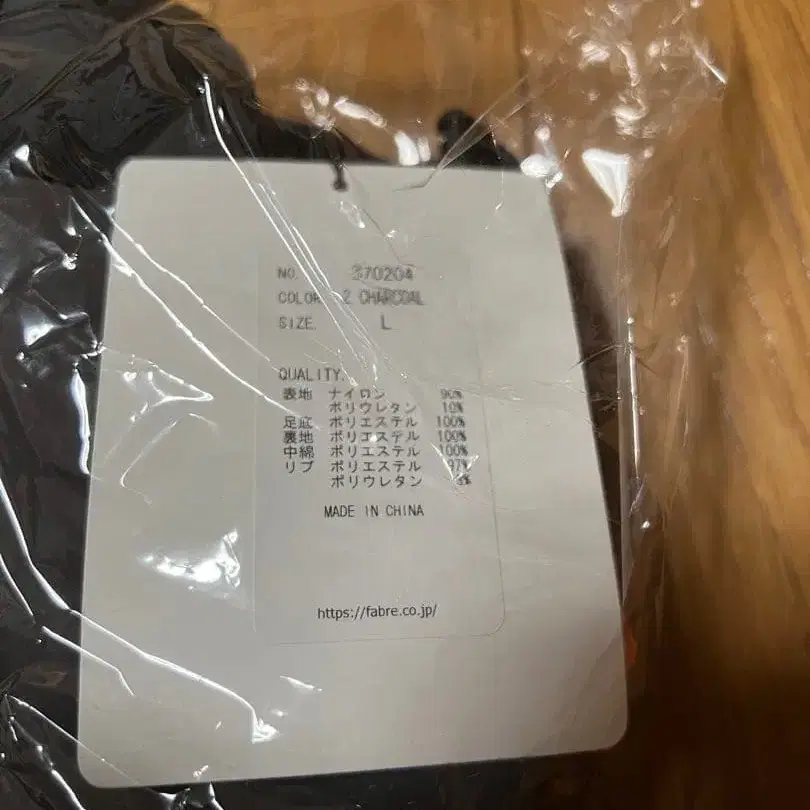 NO. 370204
COLOR. 2 CHARCOAL
SIZE. L
QUALITY.
表地 ナイロン 90%
ポリウレタン 10%
足底 ポリエステル 100%
裏地 ポリエステル 100%
中綿 ポリエステル 100%
リブ ポリエステル 97%
ポリウレタン 3%
MADE IN CHINA
https://fabre.co.jp/